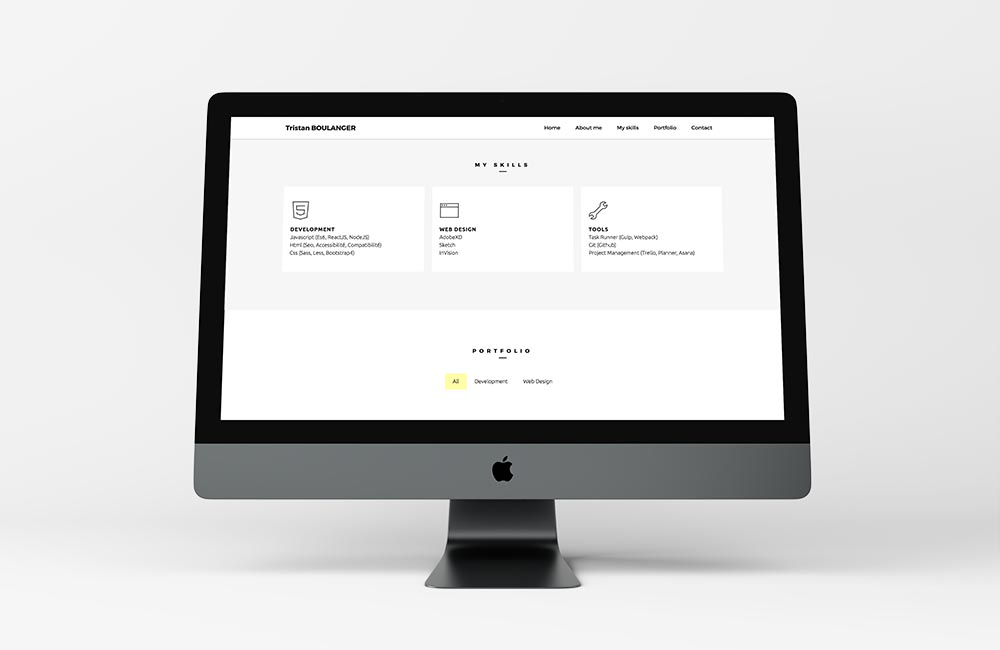 Tristan BOULANGER
Home About me My skills Portfolio Contact
MY SKILLS
DEVELOPMENT
Javascript (Es6, ReactJS, NodeJS)
Html (Seo, Accessibilité, Compatibilité)
Css (Sass, Less, Bootstrap4)
WEB DESIGN
AdobeXD
Sketch
InVision
TOOLS
Task Runner (Gulp, Webpack)
Git (Github)
Project Management (Trello, Planner, Asana)
PORTFOLIO
All Development Web Design